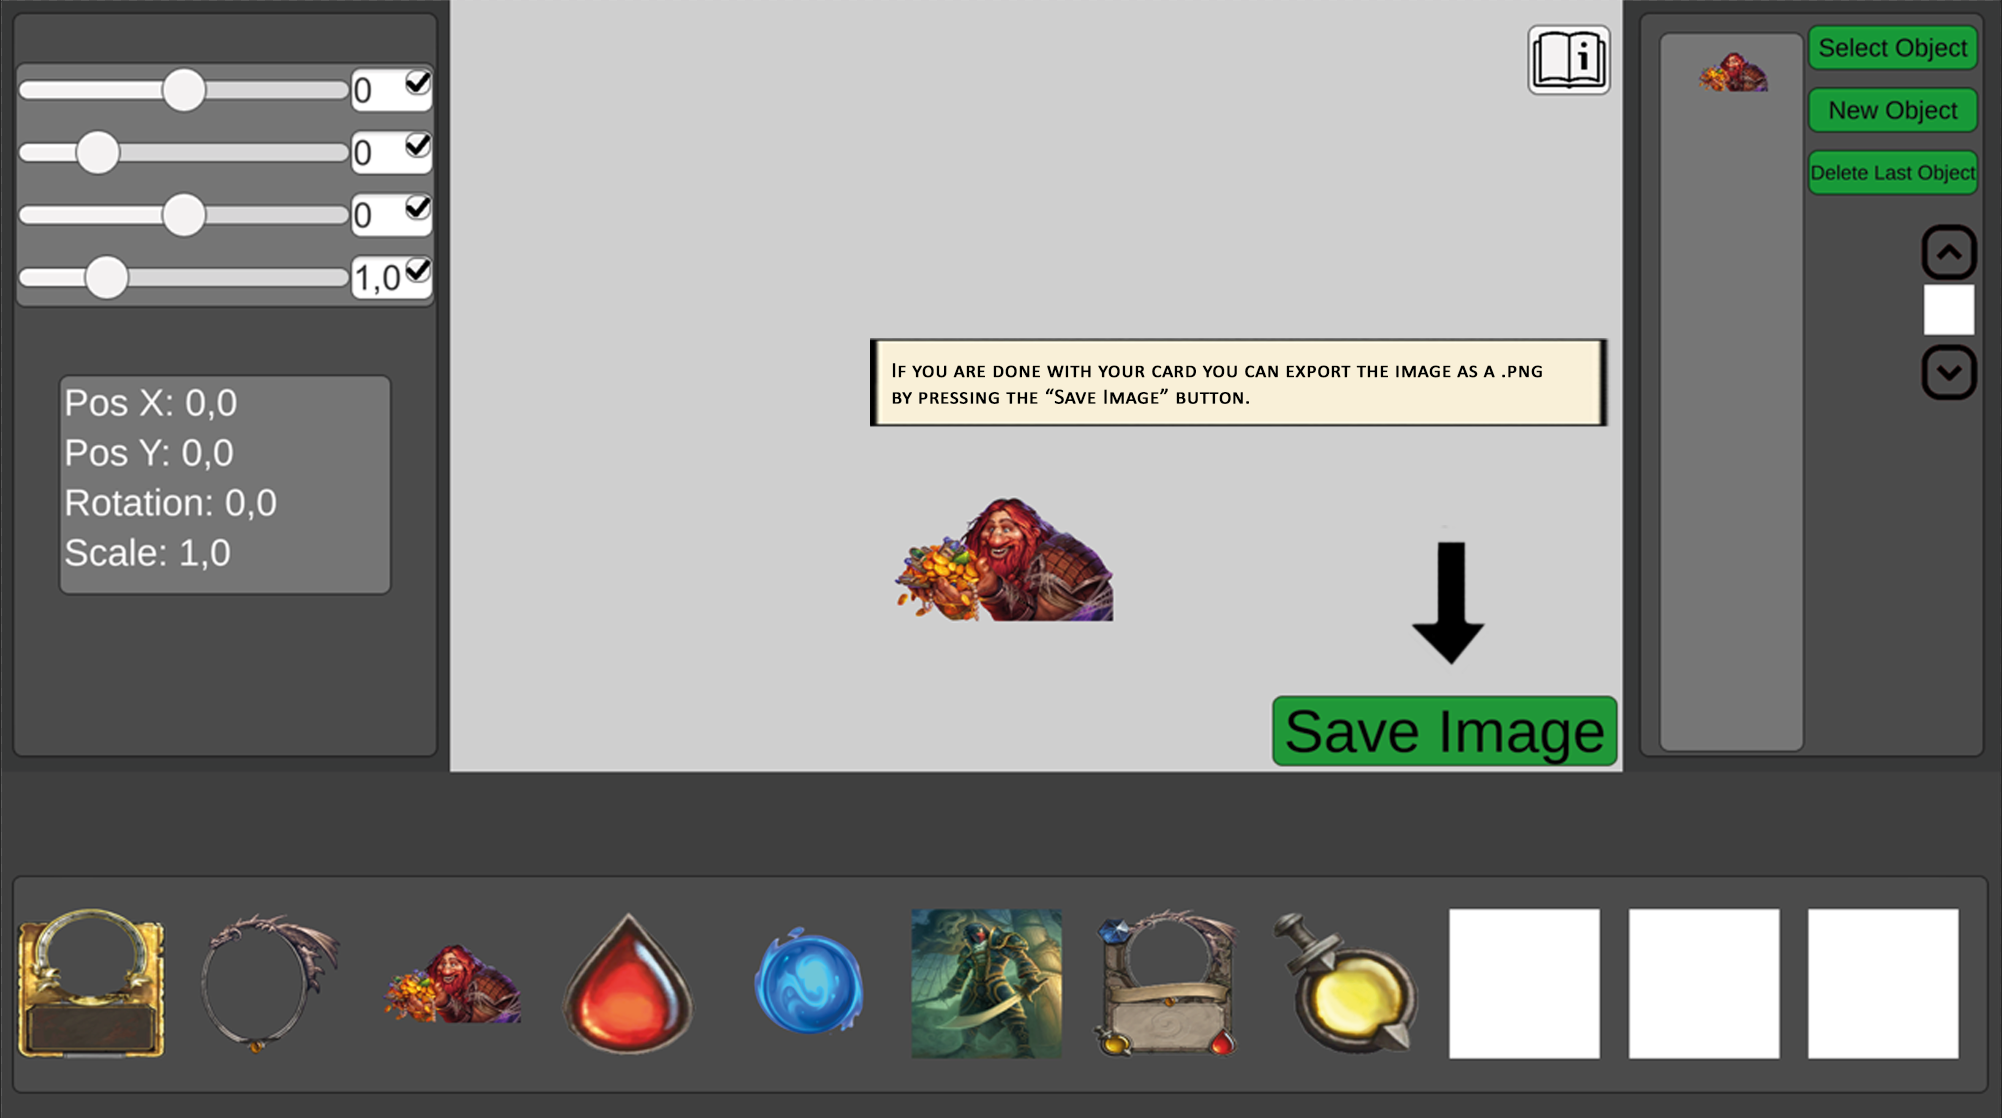 0
0
0
1,0
Pos X: 0,0
Pos Y: 0,0
Rotation: 0,0
Scale: 1,0
i
If you are done with your card you can export the image as a .png
by pressing the “Save Image” button.
Save Image
Select Object
New Object
Delete Last Object